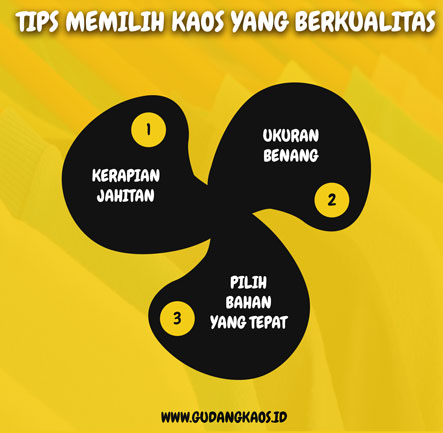 TIPS MEMILIH KAOS YANG BERKUALITAS
1
KERAPIAN
JAHITAN
UKURAN
BENANG
2
PILIH
BAHAN
YANG TEPAT
3
WWW.GUDANGKAOS.ID